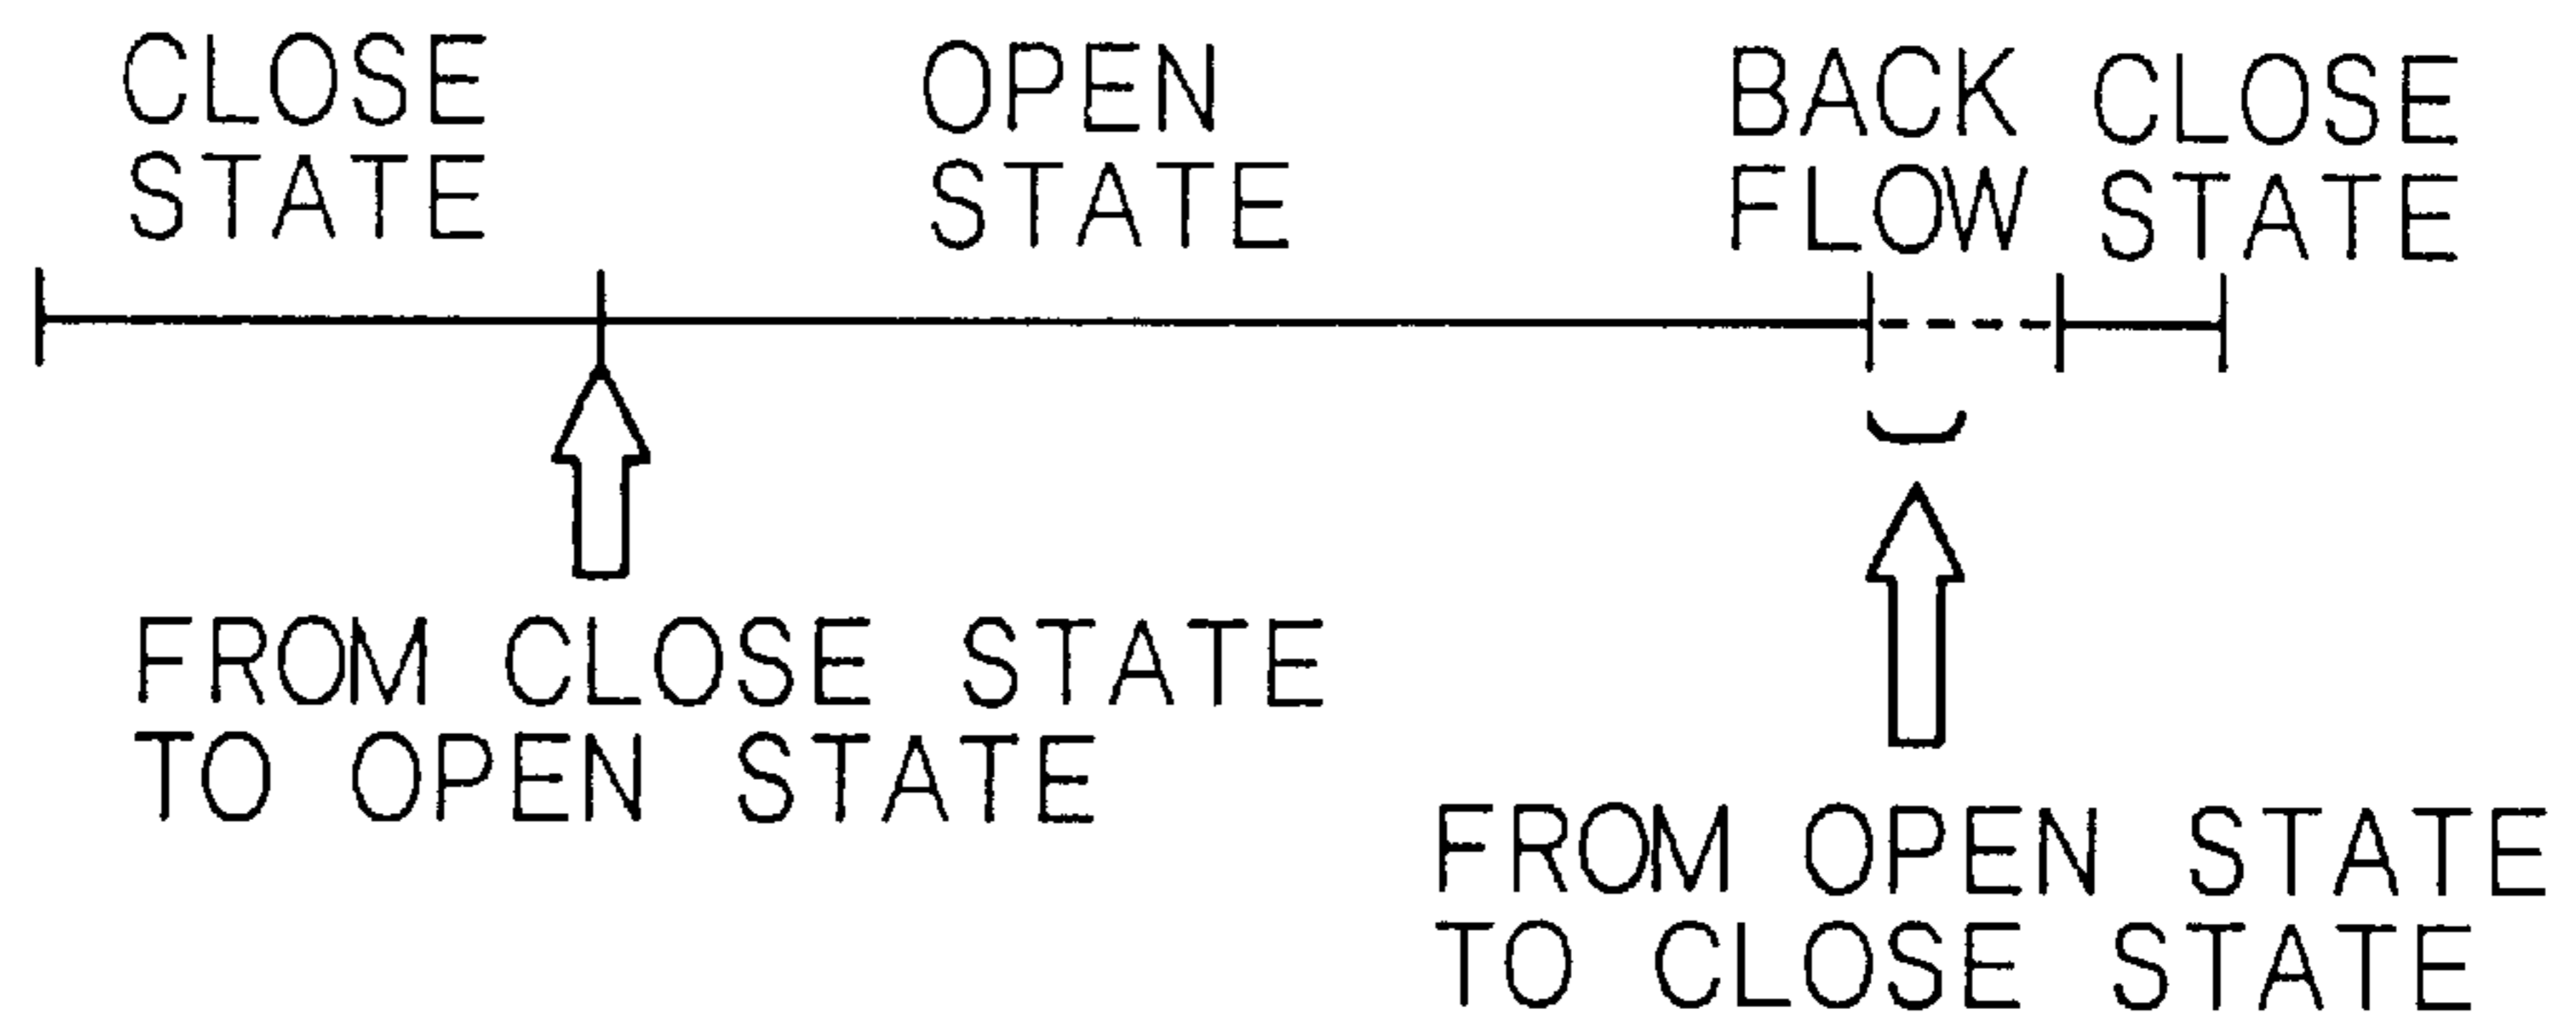 CLOSE
STATE
OPEN
STATE
BACK
FLOW
CLOSE
STATE
FROM CLOSE STATE
TO OPEN STATE
FROM OPEN STATE
TO CLOSE STATE